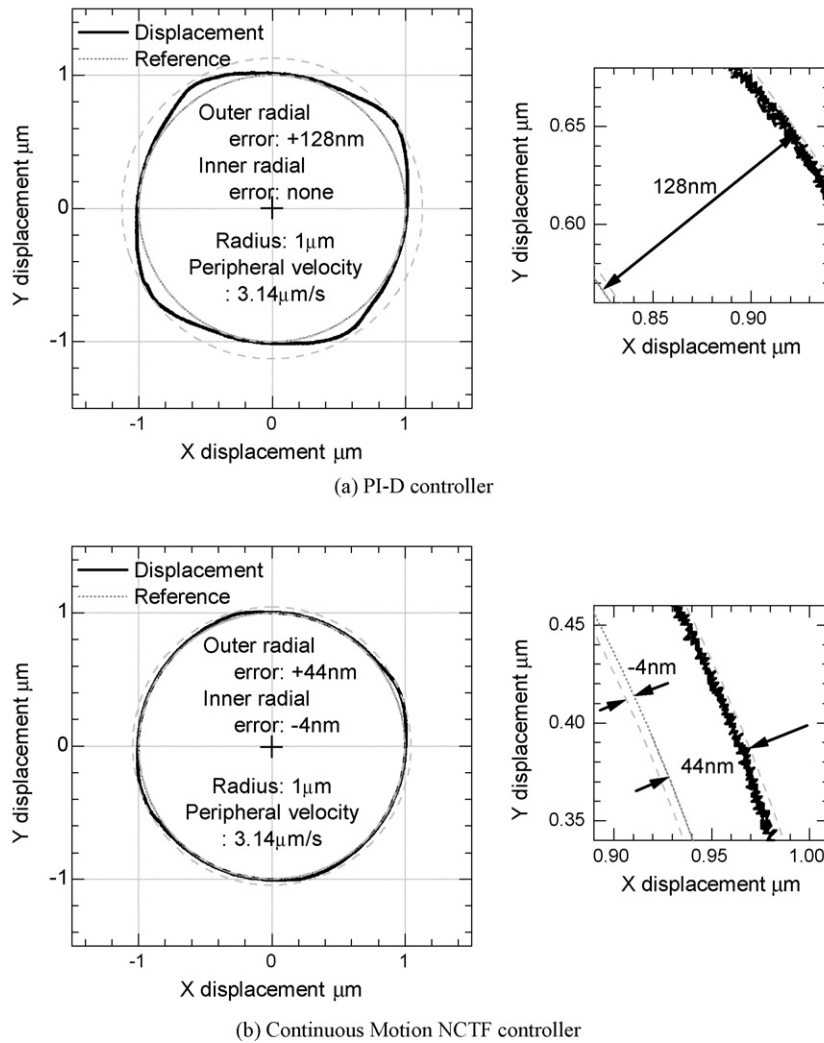 Displacement
Reference
Outer radial
error: +128nm
Inner radial
error: none
Radius: 1μm
Peripheral velocity
: 3.14μm/s
Y displacement μm
1
0
-1
-1
0
1
X displacement μm
128nm
Y displacement μm
0.65
0.60
0.85
0.90
X displacement μm
(a) PI-D controller
Displacement
Reference
Outer radial
error: +44nm
Inner radial
error: -4nm
Radius: 1μm
Peripheral velocity
: 3.14μm/s
Y displacement μm
1
0
-1
-1
0
1
X displacement μm
-4nm
44nm
Y displacement μm
0.45
0.40
0.35
0.90
0.95
1.00
X displacement μm
(b) Continuous Motion NCTF controller